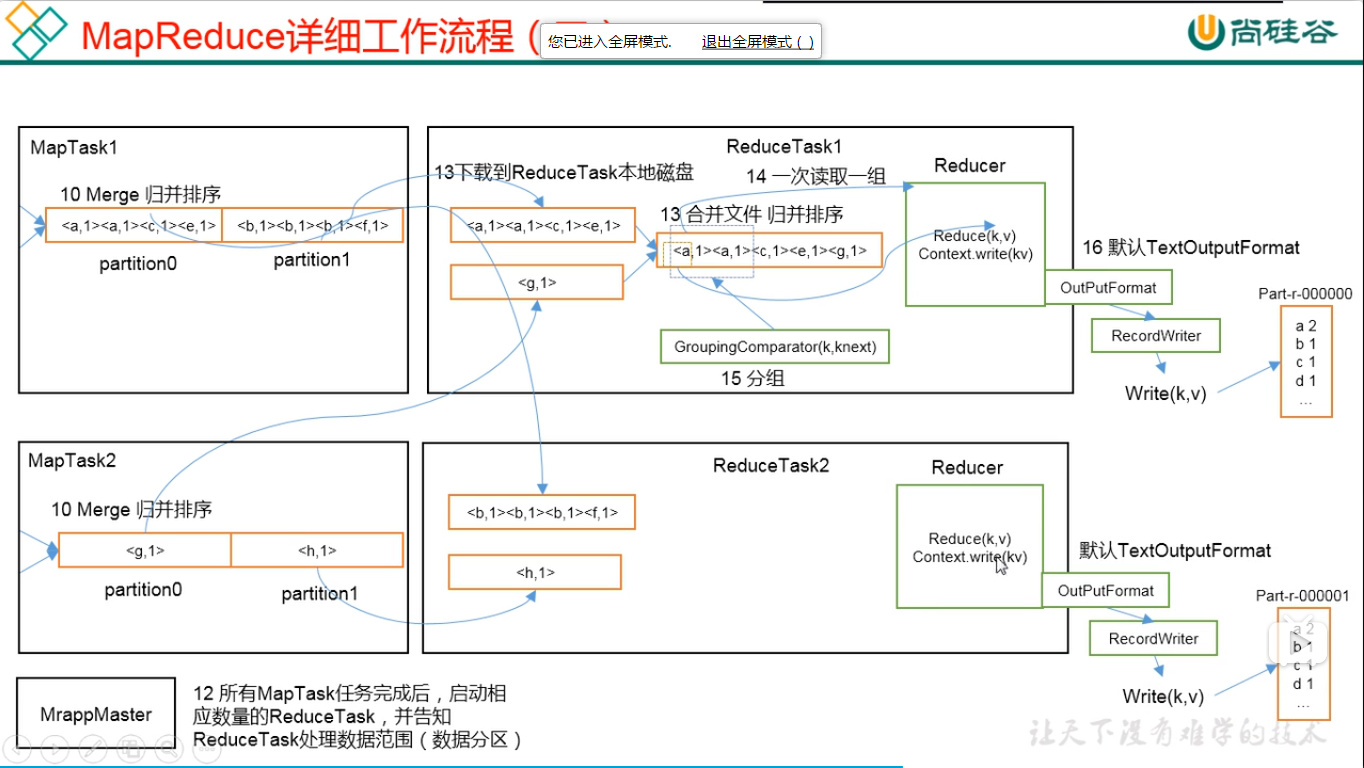 MapReduce详细工作流程（
您已进入全屏模式.
退出全屏模式 ( )
尚硅谷
MapTask1
10 Merge 归并排序
<a,1><a,1><c,1><e,1>
<b,1><b,1><b,1><f,1>
partition0
partition1
ReduceTask1
13下载到ReduceTask本地磁盘
14 一次读取一组
Reducer
<a,1><a,1><c,1><e,1>
13 合并文件 归并排序
<a,1><a,1><c,1><e,1><g,1>
<g,1>
Reduce(k,v)
Context.write(kv)
GroupingComparator(k,knext)
15 分组
16 默认TextOutputFormat
OutPutFormat
RecordWriter
Write(k,v)
Part-r-000000
a 2
b 1
c 1
d 1
...
MapTask2
10 Merge 归并排序
<g,1>
<h,1>
partition0
partition1
ReduceTask2
Reducer
<b,1><b,1><b,1><f,1>
<h,1>
Reduce(k,v)
Context.write(kv)
默认TextOutputFormat
OutPutFormat
RecordWriter
Write(k,v)
Part-r-000001
a 2
b 1
c 1
d 1
...
MrappMaster
12 所有MapTask任务完成后，启动相
应数量的ReduceTask，并告知
ReduceTask处理数据范围（数据分区）
让天下没有难学的技术